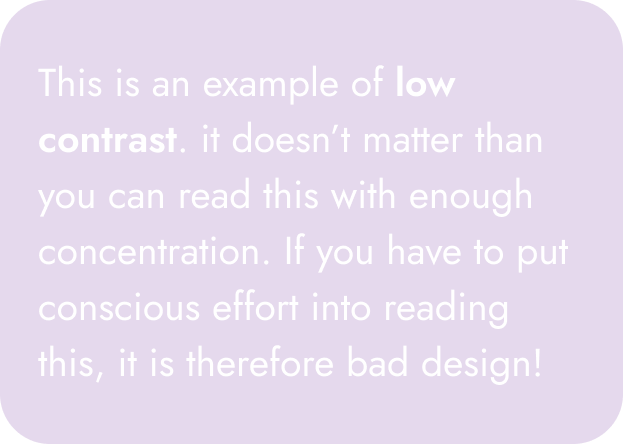 This is an example of low
contrast. it doesn’t matter than
you can read this with enough
concentration. If you have to put
conscious effort into reading
this, it is therefore bad design!